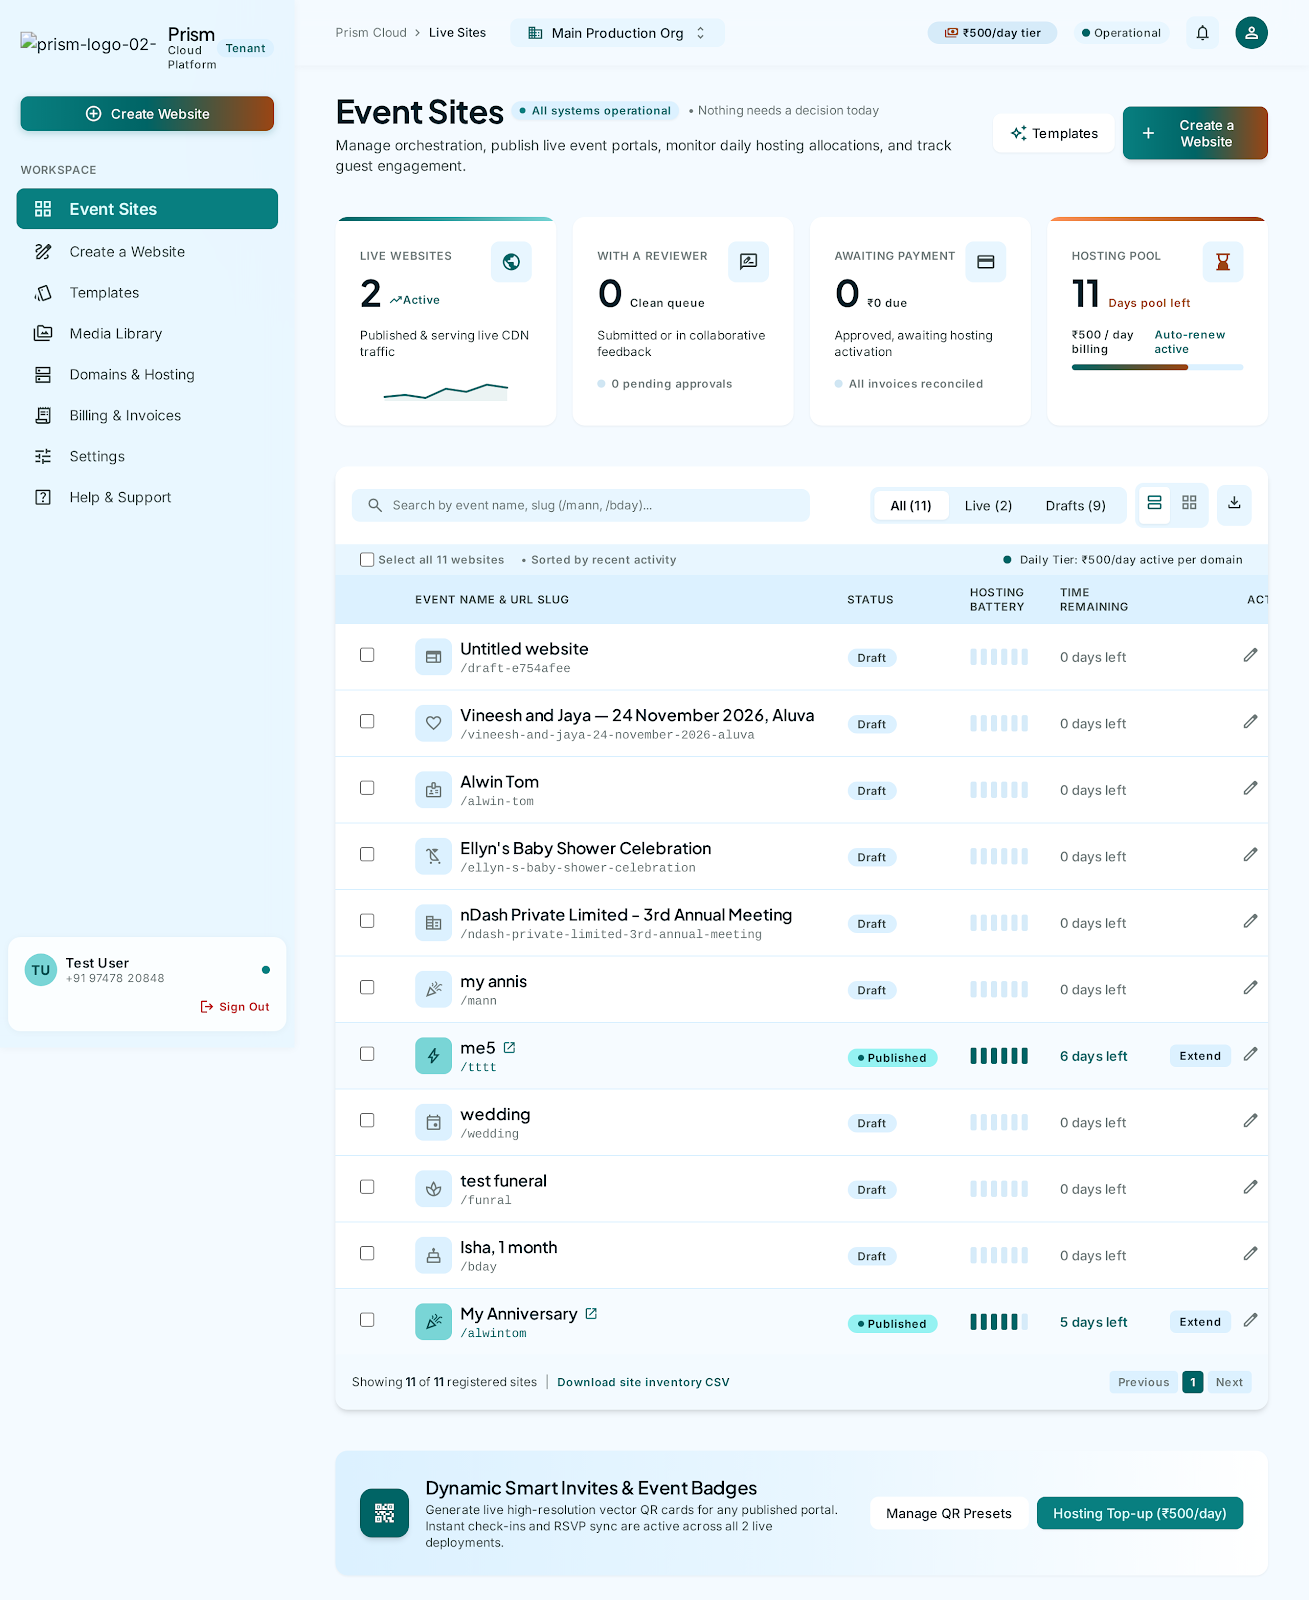 prism-logo-02-
Prism
Cloud
Platform
Tenant
Create Website
WORKSPACE
Event Sites
Create a Website
Templates
Media Library
Domains & Hosting
Billing & Invoices
Settings
Help & Support
TU
Test User
+91 97478 20848
Sign Out
Prism Cloud > Live Sites
Main Production Org
₹500/day tier
Operational
Event Sites
• All systems operational
• Nothing needs a decision today
Manage orchestration, publish live event portals, monitor daily hosting allocations, and track
guest engagement.
Templates
Create a
Website
LIVE WEBSITES
2 Active
Published & serving live CDN
traffic
WITH A REVIEWER
0 Clean queue
Submitted or in collaborative
feedback
0 pending approvals
AWAITING PAYMENT
0 ₹0 due
Approved, awaiting hosting
activation
All invoices reconciled
HOSTING POOL
11 Days pool left
₹500 / day
billing
Auto-renew
active
Search by event name, slug (/mann, /bday)...
All (11)
Live (2)
Drafts (9)
Select all 11 websites
• Sorted by recent activity
Daily Tier: ₹500/day active per domain
EVENT NAME & URL SLUG
STATUS
HOSTING
BATTERY
TIME
REMAINING
ACT
Untitled website
/draft-e754afee
Draft
0 days left
Vineesh and Jaya — 24 November 2026, Aluva
/vineesh-and-jaya-24-november-2026-aluva
Draft
0 days left
Alwin Tom
/alwin-tom
Draft
0 days left
Ellyn's Baby Shower Celebration
/ellyn-s-baby-shower-celebration
Draft
0 days left
nDash Private Limited - 3rd Annual Meeting
/ndash-private-limited-3rd-annual-meeting
Draft
0 days left
my annis
/mann
Draft
0 days left
me5
/tttt
Published
6 days left
Extend
wedding
/wedding
Draft
0 days left
test funeral
/funral
Draft
0 days left
Isha, 1 month
/bday
Draft
0 days left
My Anniversary
/alwintom
Published
5 days left
Extend
Showing 11 of 11 registered sites | Download site inventory CSV
Previous
1
Next
Dynamic Smart Invites & Event Badges
Generate live high-resolution vector QR cards for any published portal.
Instant check-ins and RSVP sync are active across all 2 live
deployments.
Manage QR Presets
Hosting Top-up (₹500/day)